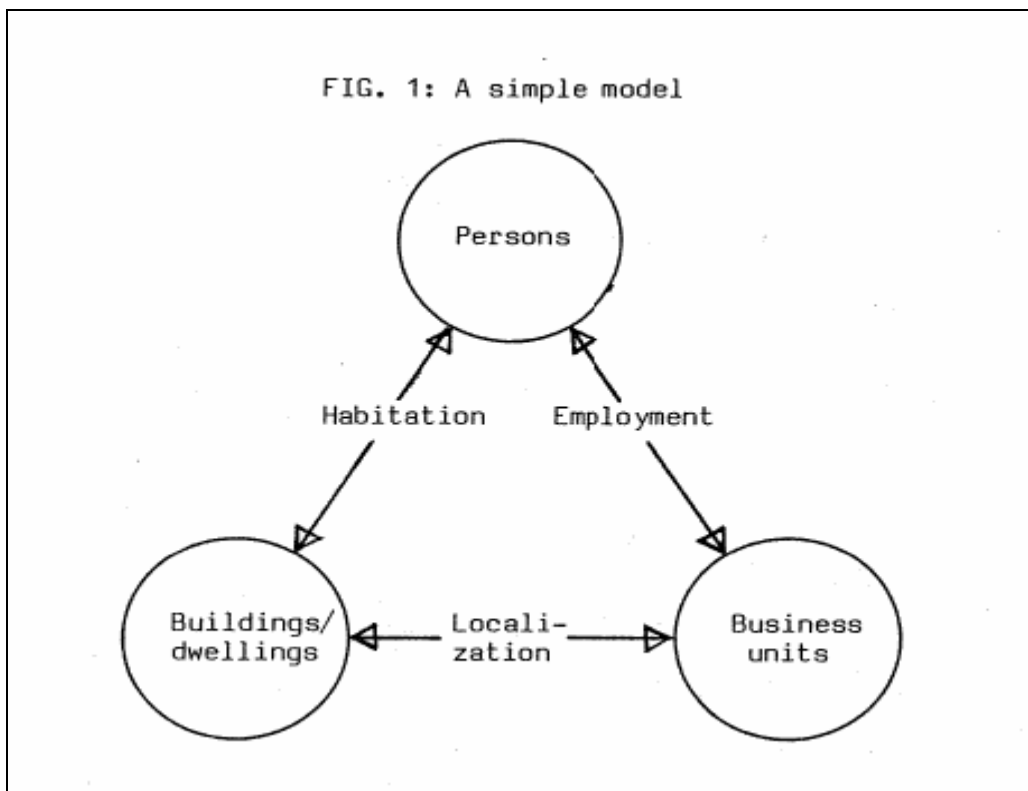 FIG. 1: A simple model
Persons
Habitation
Employment
Buildings/
dwellings
Locali-
zation
Business
units